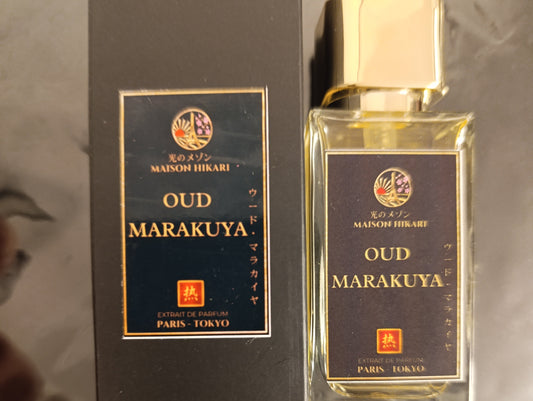 光のメゾン
MAISON HIKARI
OUD
MARAKUYA
ウード・マラカイヤ
热
EXTRAIT DE PARFUM
PARIS - TOKYO
光のメゾン
MAISON HIKARI
OUD
MARAKUYA
ウード・マラカイヤ
热
EXTRAIT DE PARFUM
PARIS - TOKYO